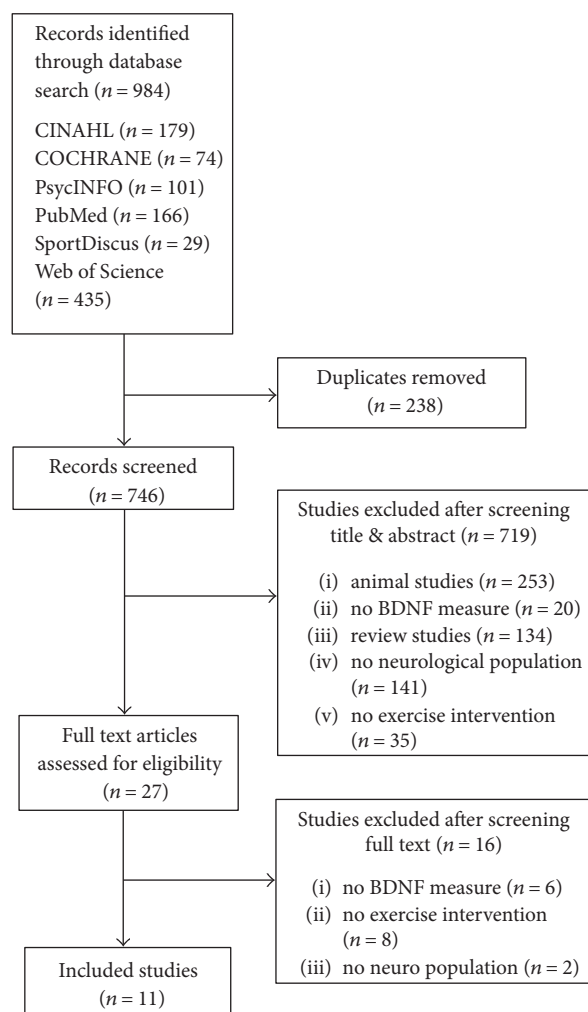 Records identified
through database
search (n = 984)
CINAHL (n = 179)
COCHRANE (n = 74)
PsycINFO (n = 101)
PubMed (n = 166)
SportDiscus (n = 29)
Web of Science
(n = 435)
Duplicates removed
(n = 238)
Records screened
(n = 746)
Studies excluded after screening
title & abstract (n = 719)
(i) animal studies (n = 253)
(ii) no BDNF measure (n = 20)
(iii) review studies (n = 134)
(iv) no neurological population
(n = 141)
(v) no exercise intervention
(n = 35)
Full text articles
assessed for eligibility
(n = 27)
Studies excluded after screening
full text (n = 16)
(i) no BDNF measure (n = 6)
(ii) no exercise intervention
(n = 8)
(iii) no neuro population (n = 2)
Included studies
(n = 11)